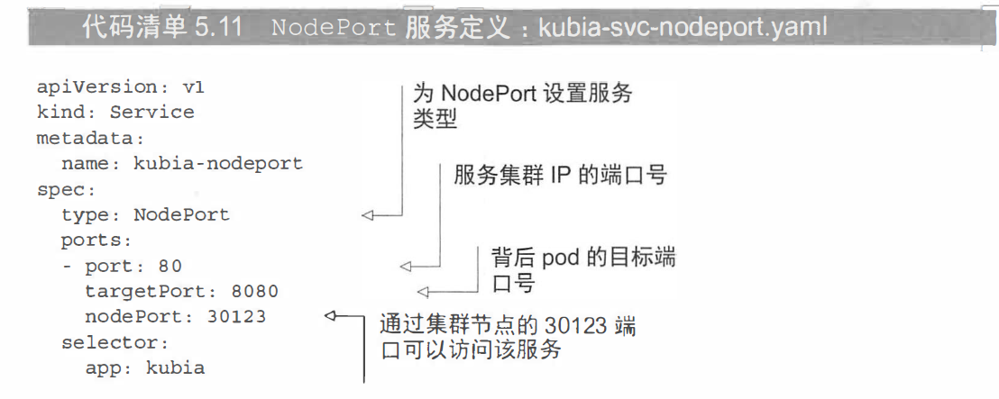 代码清单 5.11 NodePort 服务定义：kubia-svc-nodeport.yaml
apiVersion: v1
kind: Service
metadata:
  name: kubia-nodeport
spec:
  type: NodePort
  ports:
  - port: 80
    targetPort: 8080
    nodePort: 30123
  selector:
    app: kubia
为 NodePort 设置服务
类型
服务集群 IP 的端口号
背后 pod 的目标端
口号
通过集群节点的 30123 端
口可以访问该服务